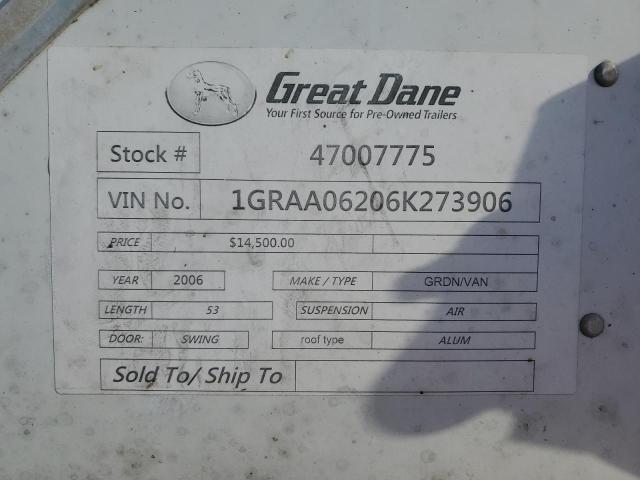 Great Dane
Your First Source for Pre-Owned Trailers
Stock # 47007775
VIN No. 1GRAA06206K273906
PRICE $14,500.00
YEAR 2006 MAKE / TYPE GRDN/VAN
LENGTH 53 SUSPENSION AIR
DOOR: SWING roof type ALUM
Sold To/ Ship To